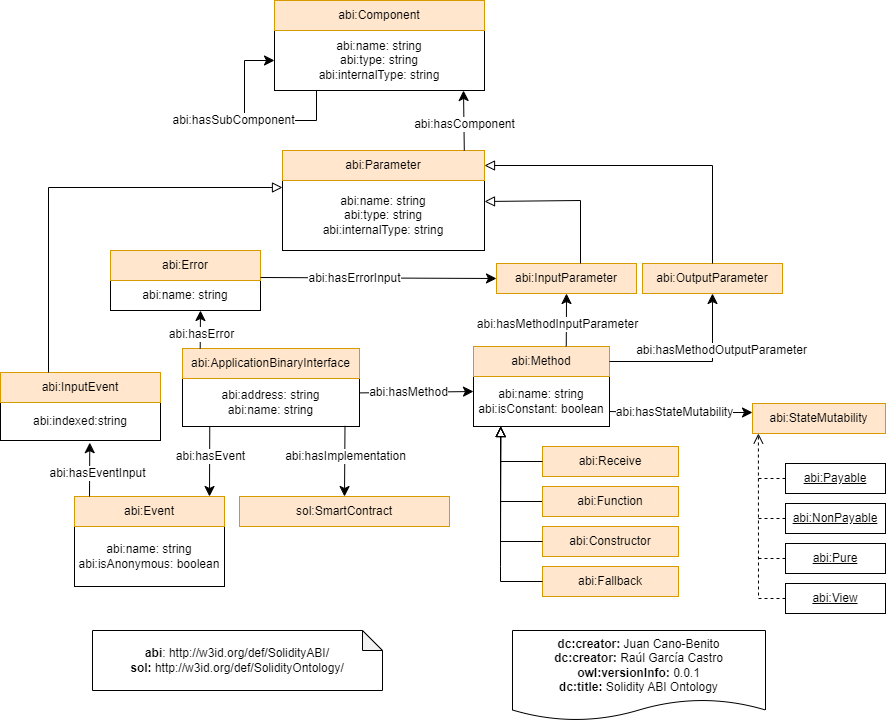 abi:Component
abi:name: string
abi:type: string
abi:internalType: string
abi:hasSubComponent
abi:hasComponent
abi:Parameter
abi:name: string
abi:type: string
abi:internalType: string
abi:Error
abi:name: string
abi:hasErrorInput
abi:InputParameter
abi:OutputParameter
abi:hasError
abi:hasMethodInputParameter
abi:hasMethodOutputParameter
abi:ApplicationBinaryInterface
abi:address: string
abi:name: string
abi:hasMethod
abi:Method
abi:name: string
abi:isConstant: boolean
abi:hasStateMutability
abi:StateMutability
abi:InputEvent
abi:indexed:string
abi:hasEventInput
abi:hasEvent
abi:hasImplementation
abi:Event
abi:name: string
abi:isAnonymous: boolean
sol:SmartContract
abi:Receive
abi:Function
abi:Constructor
abi:Fallback
abi:Payable
abi:NonPayable
abi:Pure
abi:View
abi: http://w3id.org/def/SolidityABI/
sol: http://w3id.org/def/SolidityOntology/
dc:creator: Juan Cano-Benito
dc:creator: Raúl García Castro
owl:versionInfo: 0.0.1
dc:title: Solidity ABI Ontology